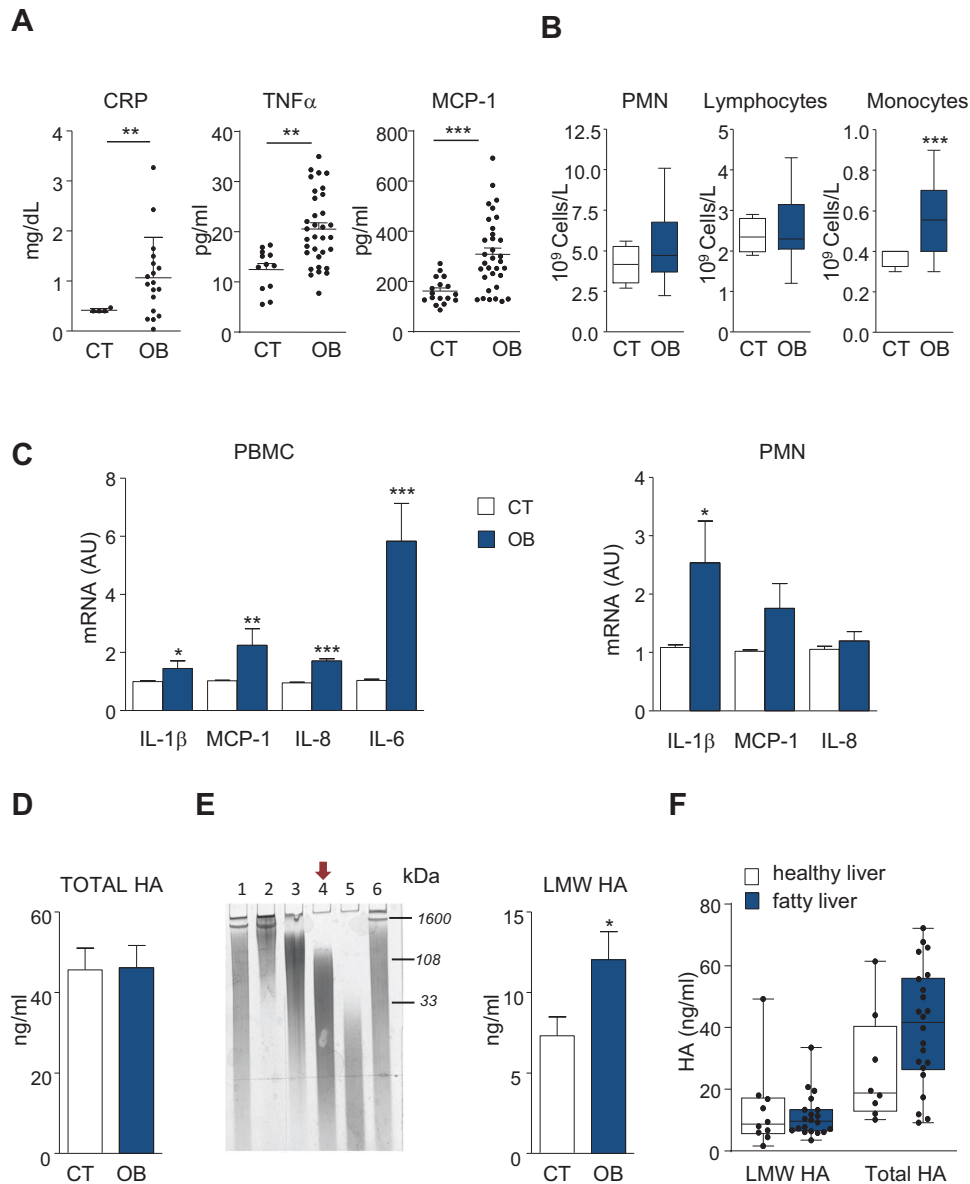 A
B
CRP
TNFα
MCP-1
PMN
Lymphocytes
Monocytes
**
**
***
***
mg/dL
4
3
2
1
0
CT OB
pg/ml
40
30
20
10
0
CT OB
pg/ml
800
600
400
200
0
CT OB
10⁹ Cells/L
12.5
10.0
7.5
5.0
2.5
0.0
CT OB
10⁹ Cells/L
5
4
3
2
1
0
CT OB
10⁹ Cells/L
1.0
0.8
0.6
0.4
0.2
0.0
CT OB
C
PBMC
mRNA (AU)
8
6
4
2
0
*
**
***
***
IL-1β MCP-1 IL-8 IL-6
CT
OB
PMN
mRNA (AU)
4
3
2
1
0
*
IL-1β MCP-1 IL-8
D
TOTAL HA
ng/ml
60
40
20
0
CT OB
E
1 2 3 4 5 6 kDa
1600
108
33
LMW HA
ng/ml
15
10
5
0
*
CT OB
F
healthy liver
fatty liver
HA (ng/ml)
80
60
40
20
0
LMW HA Total HA